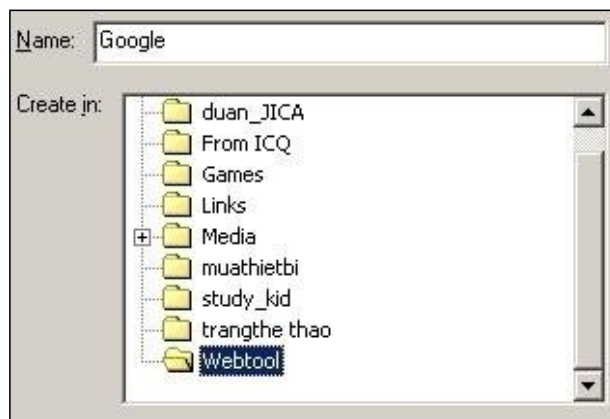 Name: Google
Create in:
duan_JICA
From ICQ
Games
Links
Media
muathietbi
study_kid
trangthe thao
Webtool